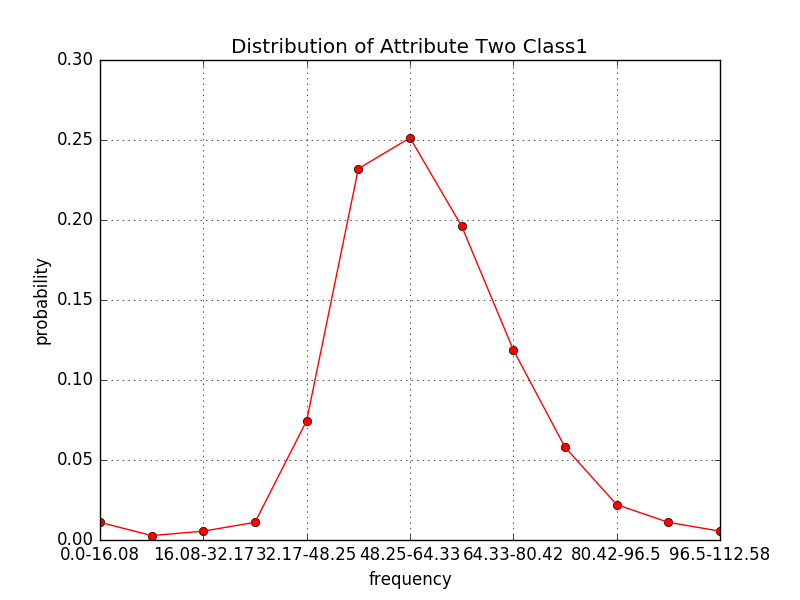 Distribution of Attribute Two Class1
0.30
0.25
0.20
0.15
0.10
0.05
0.00
probability
0.0-16.08 16.08-32.17 32.17-48.25 48.25-64.33 64.33-80.42 80.42-96.5 96.5-112.58
frequency